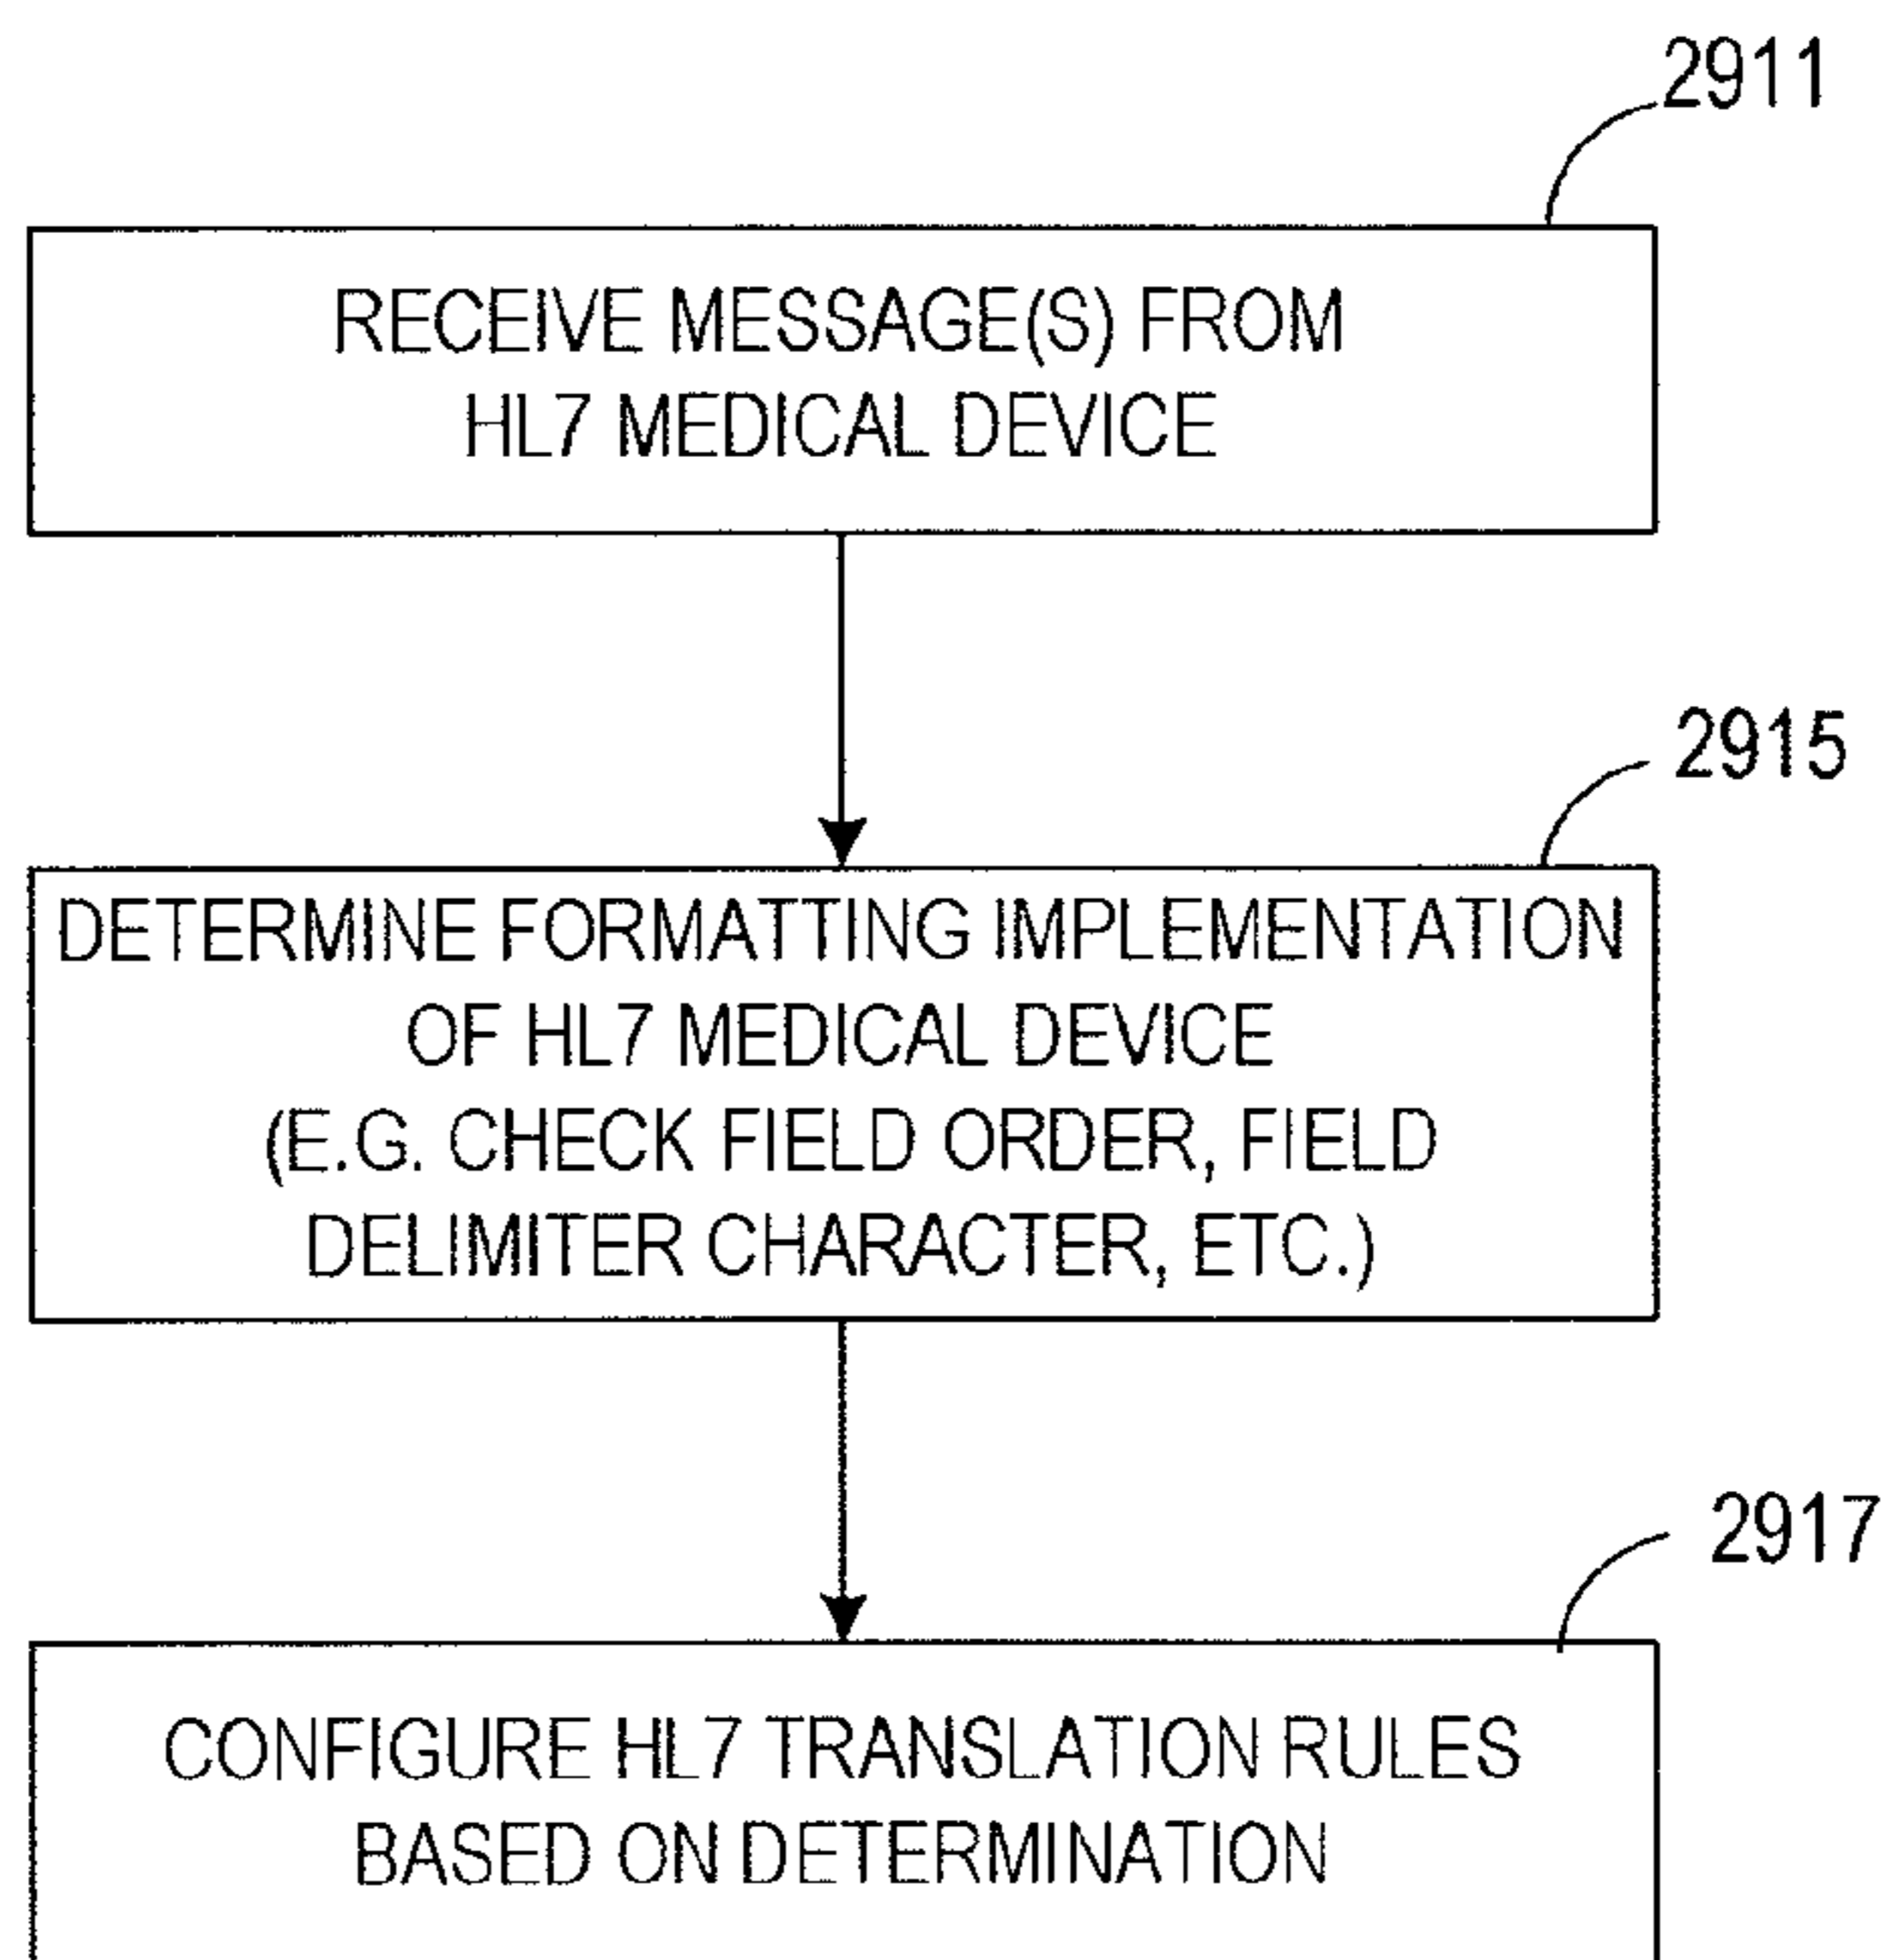 2911
RECEIVE MESSAGE(S) FROM
HL7 MEDICAL DEVICE
2915
DETERMINE FORMATTING IMPLEMENTATION
OF HL7 MEDICAL DEVICE
(E.G. CHECK FIELD ORDER, FIELD
DELIMITER CHARACTER, ETC.)
2917
CONFIGURE HL7 TRANSLATION RULES
BASED ON DETERMINATION